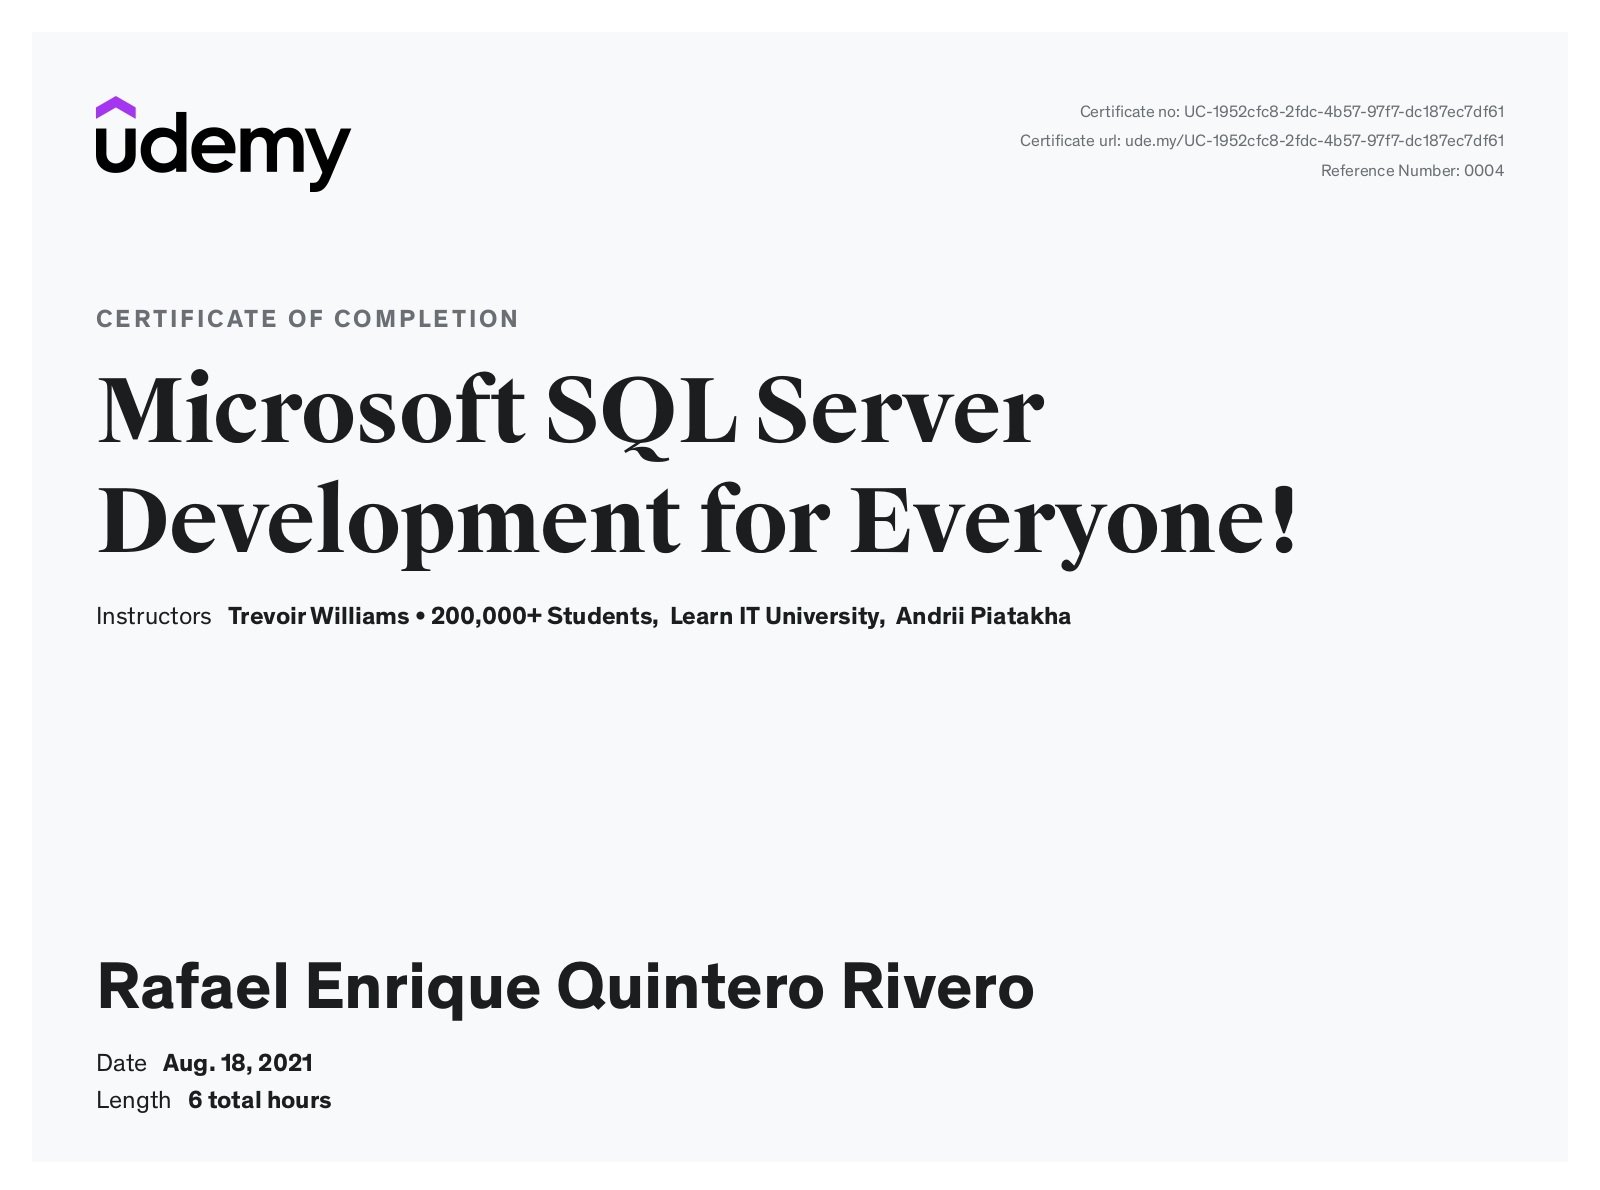 udemy
Certificate no: UC-1952cfc8-2fdc-4b57-97f7-dc187ec7df61
Certificate url: ude.my/UC-1952cfc8-2fdc-4b57-97f7-dc187ec7df61
Reference Number: 0004
CERTIFICATE OF COMPLETION
Microsoft SQL Server
Development for Everyone!
Instructors Trevoir Williams • 200,000+ Students, Learn IT University, Andrii Piatakha
Rafael Enrique Quintero Rivero
Date Aug. 18, 2021
Length 6 total hours